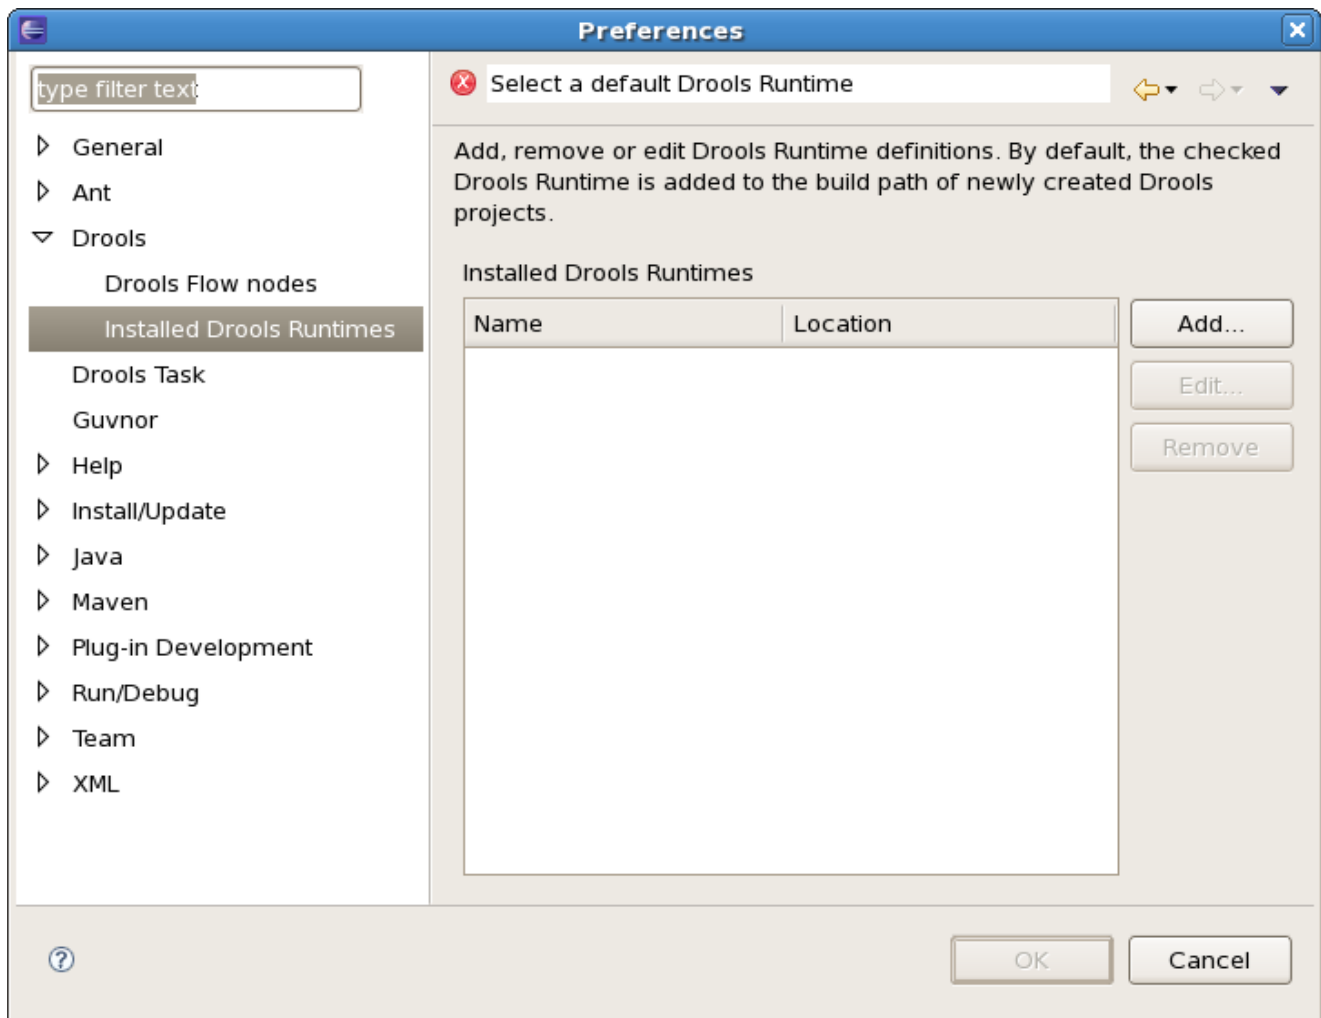 Preferences
type filter text
General
Ant
Drools
Drools Flow nodes
Installed Drools Runtimes
Drools Task
Guvnor
Help
Install/Update
Java
Maven
Plug-in Development
Run/Debug
Team
XML
Select a default Drools Runtime
Add, remove or edit Drools Runtime definitions. By default, the checked
Drools Runtime is added to the build path of newly created Drools
projects.
Installed Drools Runtimes
Name Location
Add...
Edit...
Remove
OK Cancel